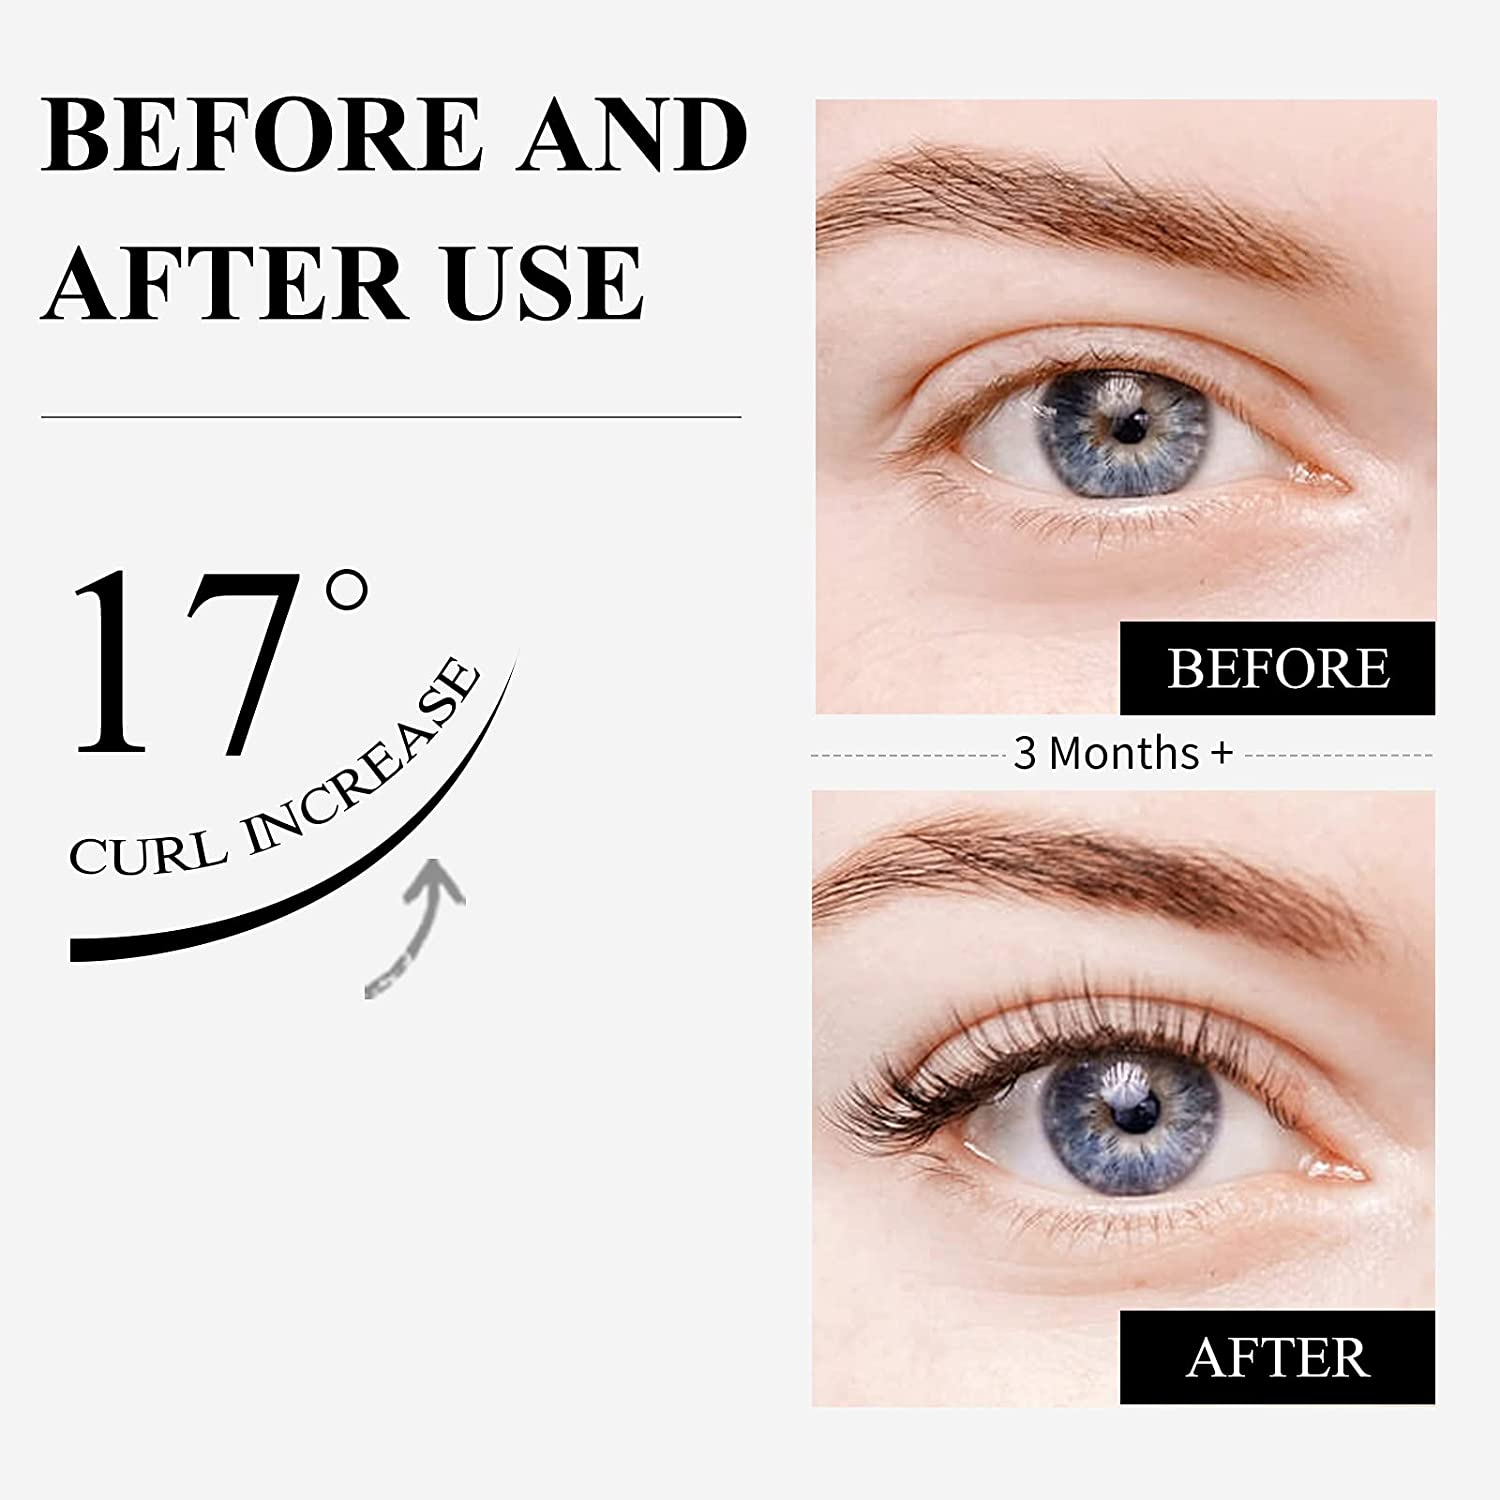 BEFORE AND
AFTER USE
17°
CURL INCREASE
BEFORE
3 Months +
AFTER